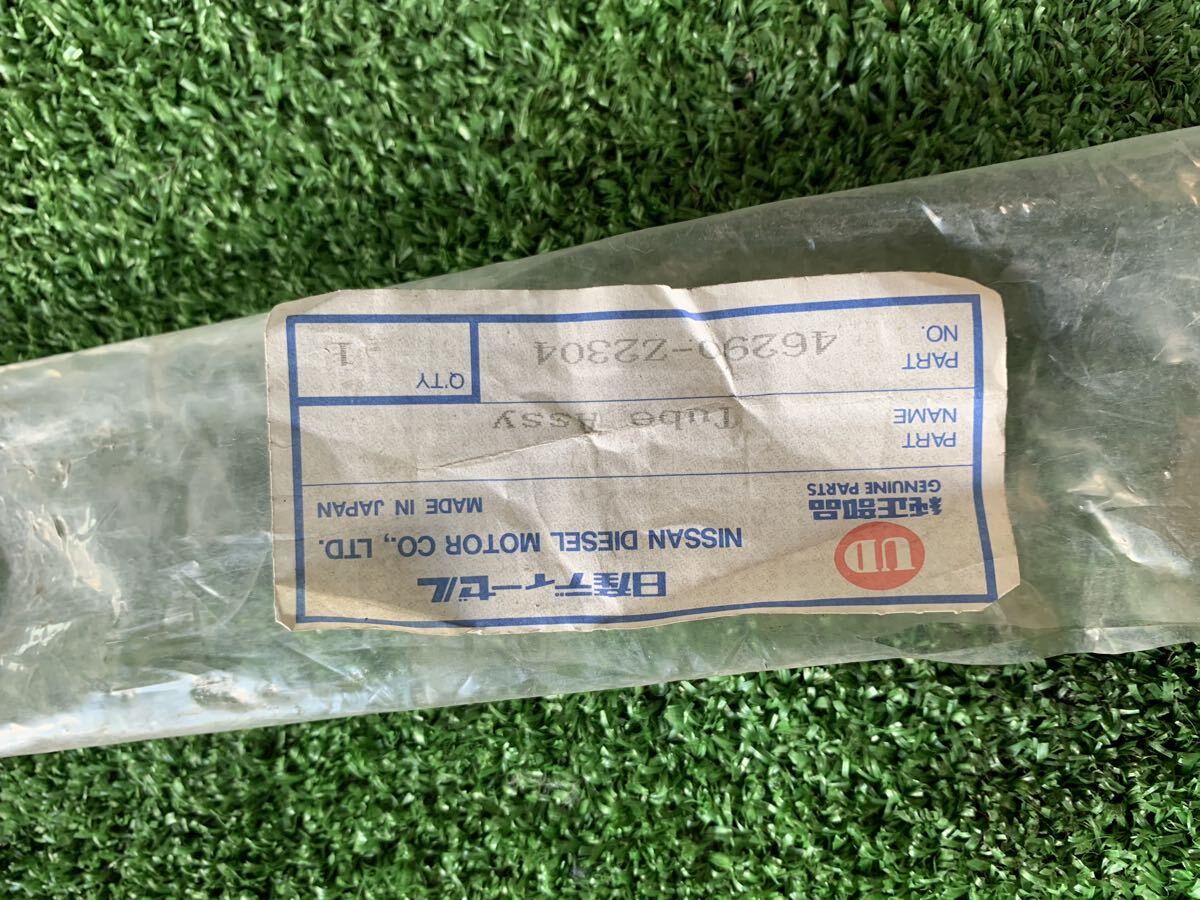 日産ディーゼル
UD NISSAN DIESEL MOTOR CO., LTD.
純正部品
GENUINE PARTS MADE IN JAPAN
PART NAME Tube Assy
PART NO. 46290-Z2304 Q'TY 1